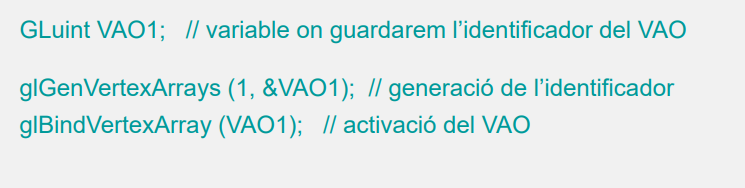 GLuint VAO1;   // variable on guardarem l’identificador del VAO
glGenVertexArrays (1, &VAO1);  // generació de l’identificador
glBindVertexArray (VAO1);   // activació del VAO